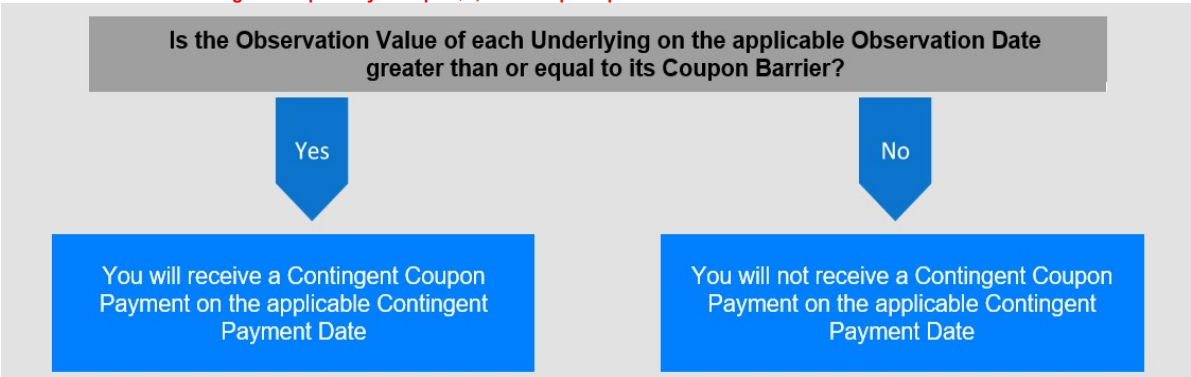 Is the Observation Value of each Underlying on the applicable Observation Date
greater than or equal to its Coupon Barrier?
Yes
No
You will receive a Contingent Coupon
Payment on the applicable Contingent
Payment Date
You will not receive a Contingent Coupon
Payment on the applicable Contingent
Payment Date